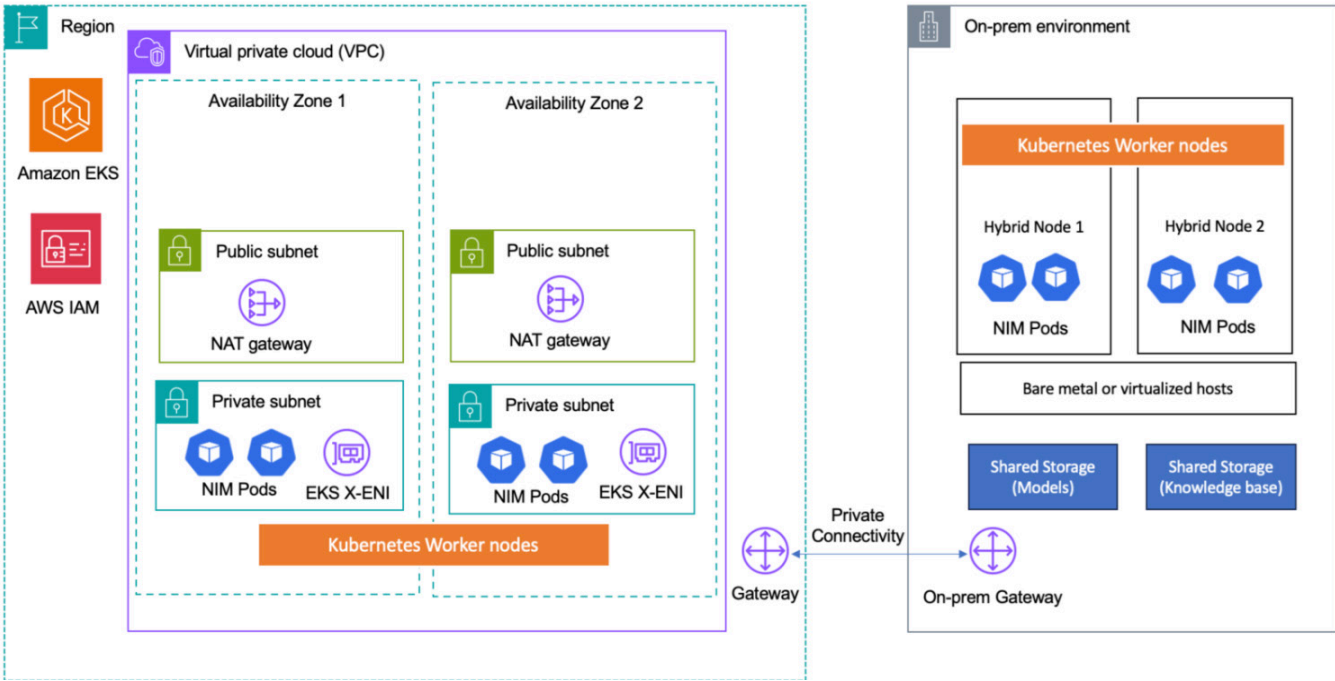 Region
Amazon EKS
AWS IAM
Virtual private cloud (VPC)
Availability Zone 1
Public subnet
NAT gateway
Private subnet
NIM Pods
EKS X-ENI
Availability Zone 2
Public subnet
NAT gateway
Private subnet
NIM Pods
EKS X-ENI
Kubernetes Worker nodes
Gateway
Private
Connectivity
On-prem environment
Kubernetes Worker nodes
Hybrid Node 1
NIM Pods
Hybrid Node 2
NIM Pods
Bare metal or virtualized hosts
Shared Storage
(Models)
Shared Storage
(Knowledge base)
On-prem Gateway
K